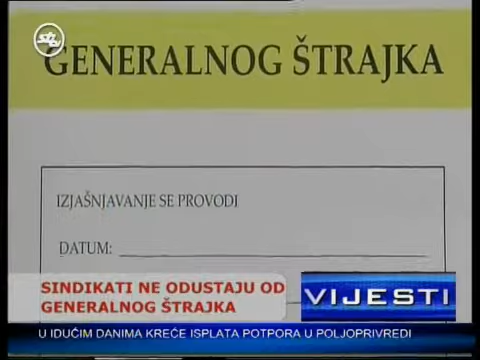 stv
GENERALNOG ŠTRAJKA
IZJAŠNJAVANJE SE PROVODI
DATUM:
SINDIKATI NE ODUSTAJU OD
GENERALNOG ŠTRAJKA
VIJESTI
U IDUĆIM DANIMA KREĆE ISPLATA POTPORA U POLJOPRIVREDI